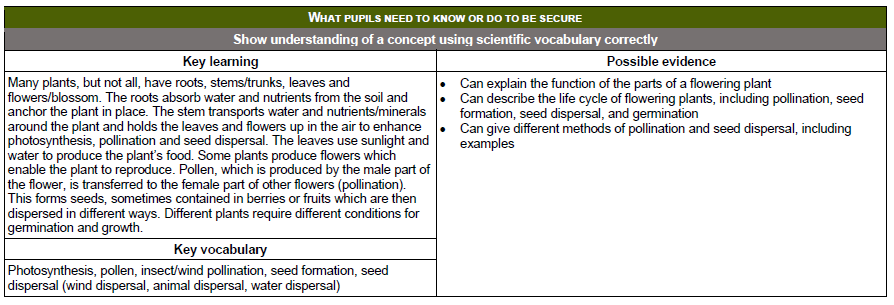 WHAT PUPILS NEED TO KNOW OR DO TO BE SECURE
Show understanding of a concept using scientific vocabulary correctly
Key learning
Many plants, but not all, have roots, stems/trunks, leaves and
flowers/blossom. The roots absorb water and nutrients from the soil and
anchor the plant in place. The stem transports water and nutrients/minerals
around the plant and holds the leaves and flowers up in the air to enhance
photosynthesis, pollination and seed dispersal. The leaves use sunlight and
water to produce the plant's food. Some plants produce flowers which
enable the plant to reproduce. Pollen, which is produced by the male part of
the flower, is transferred to the female part of other flowers (pollination).
This forms seeds, sometimes contained in berries or fruits which are then
dispersed in different ways. Different plants require different conditions for
germination and growth.
Key vocabulary
Photosynthesis, pollen, insect/wind pollination, seed formation, seed
dispersal (wind dispersal, animal dispersal, water dispersal)
Possible evidence
• Can explain the function of the parts of a flowering plant
• Can describe the life cycle of flowering plants, including pollination, seed
formation, seed dispersal, and germination
• Can give different methods of pollination and seed dispersal, including
examples